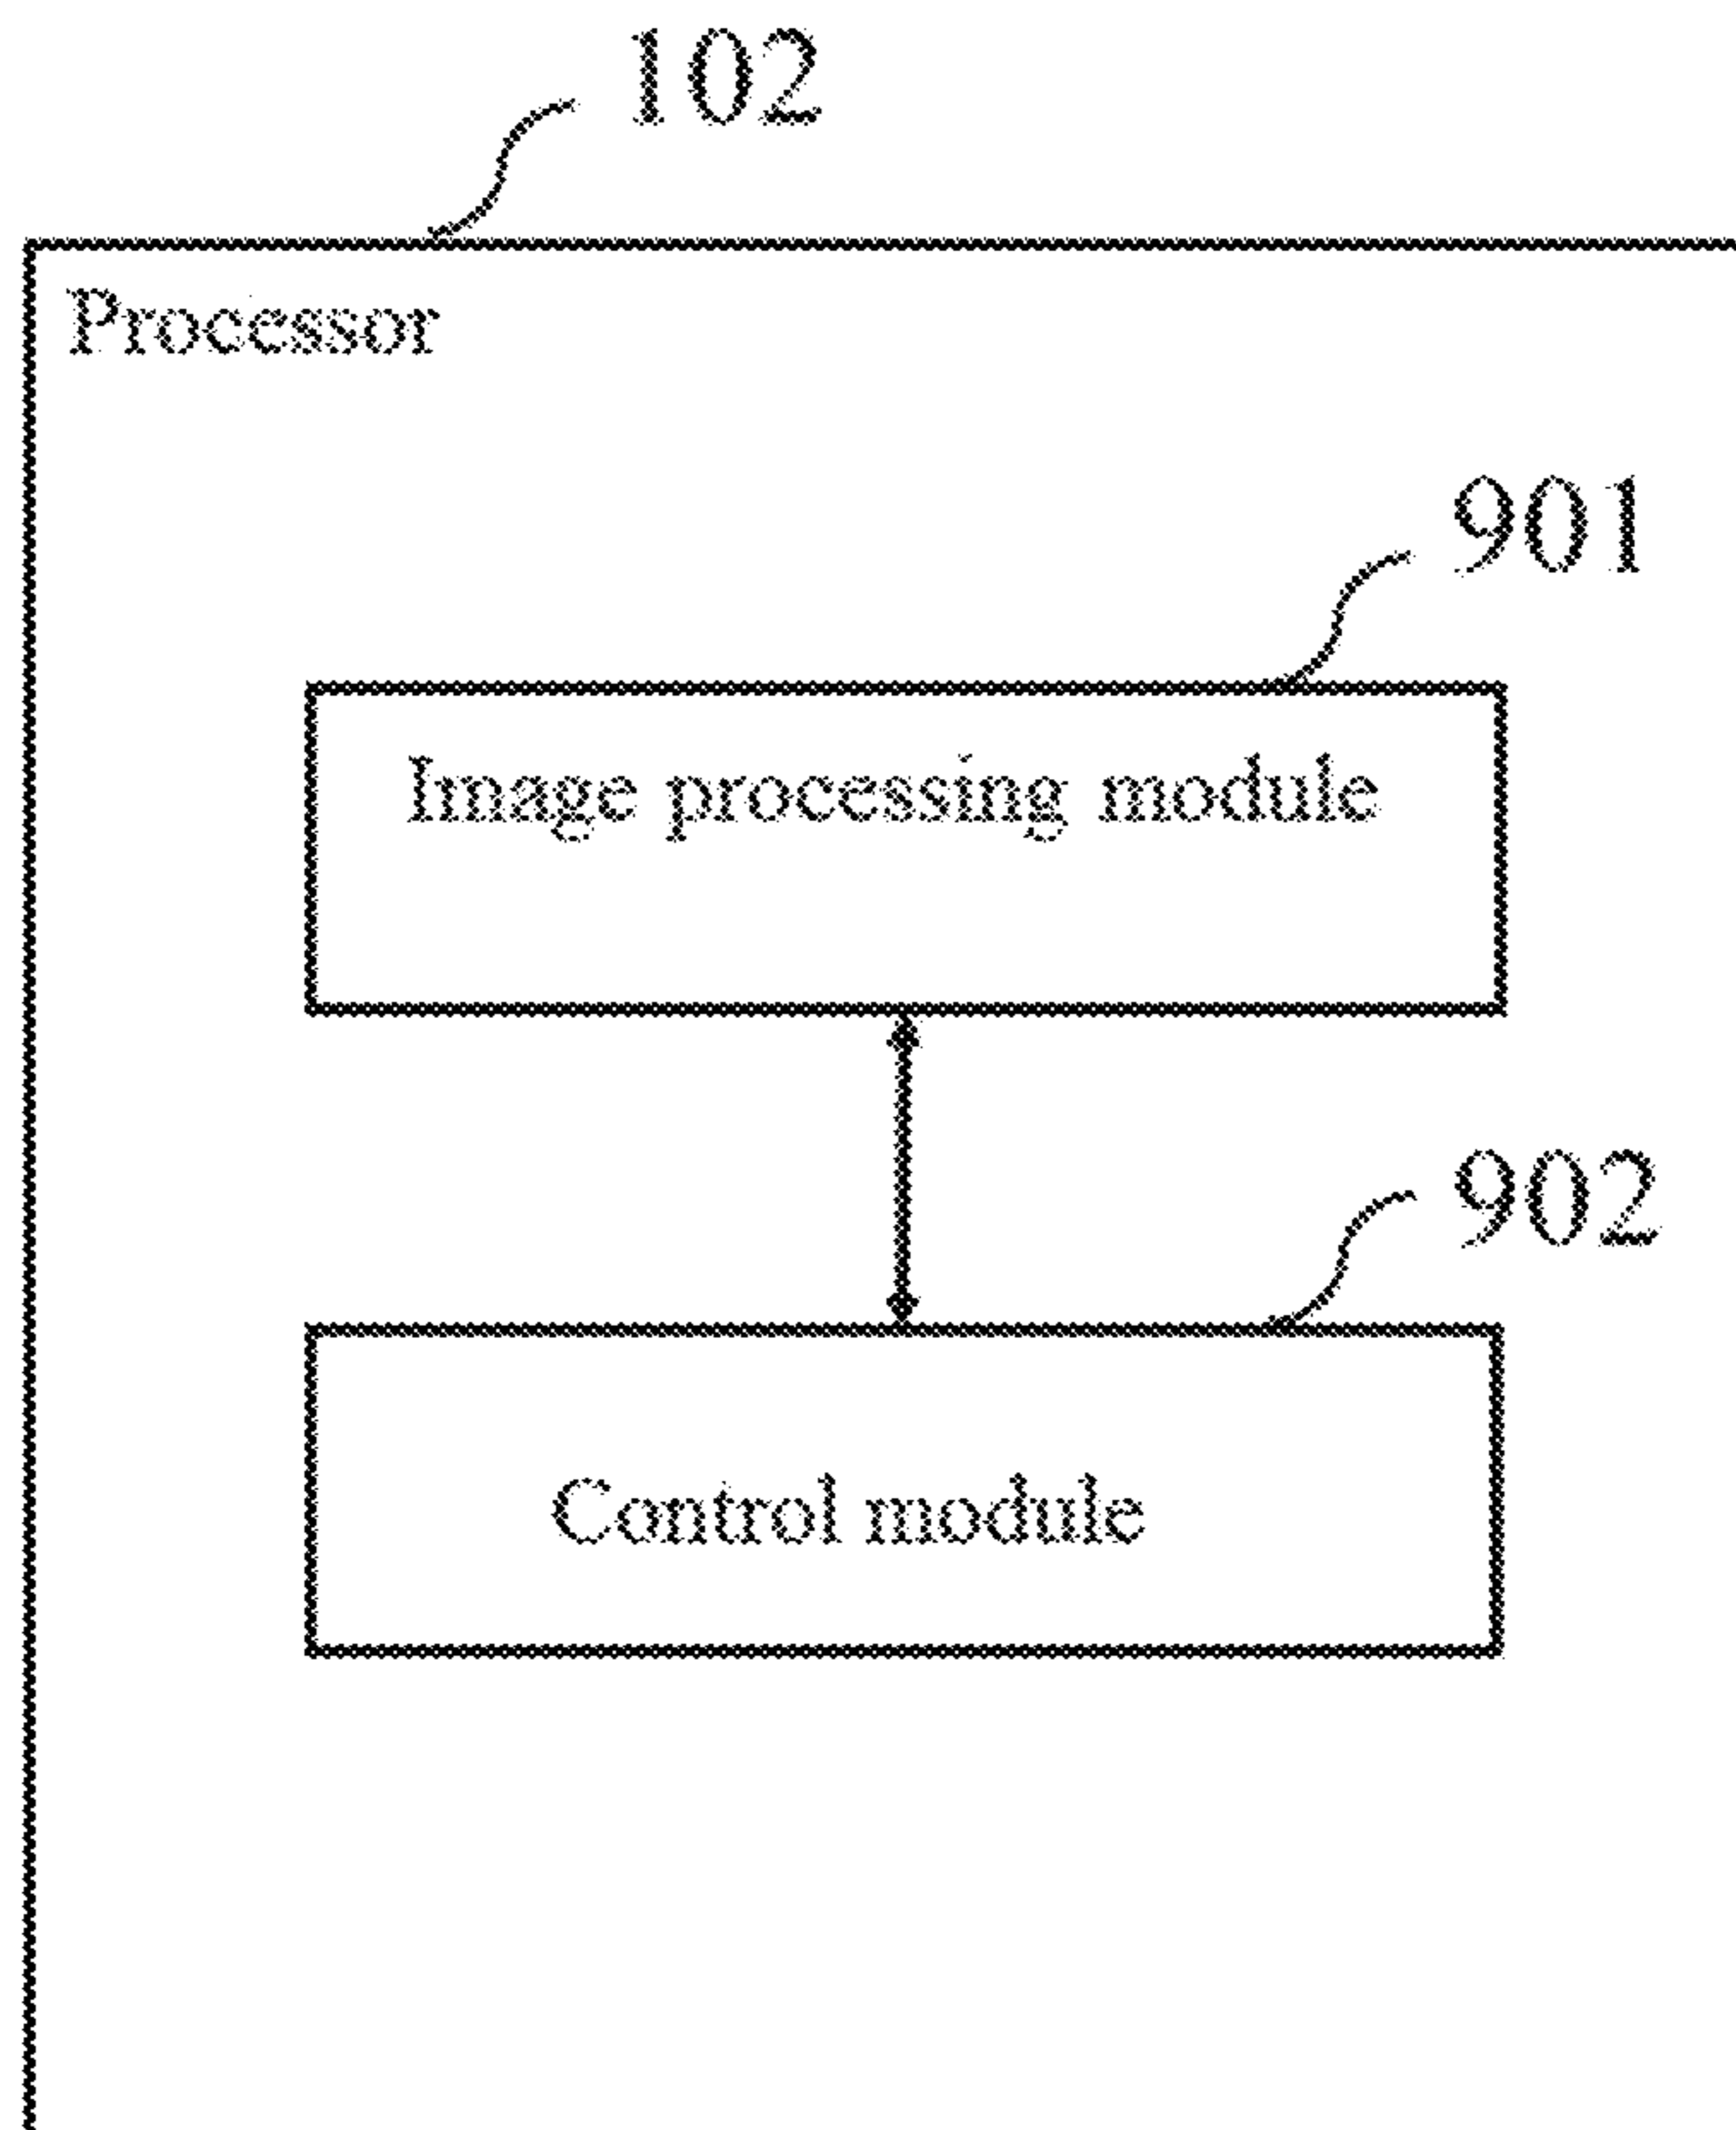 102
Processor
901
Image processing module
902
Control module